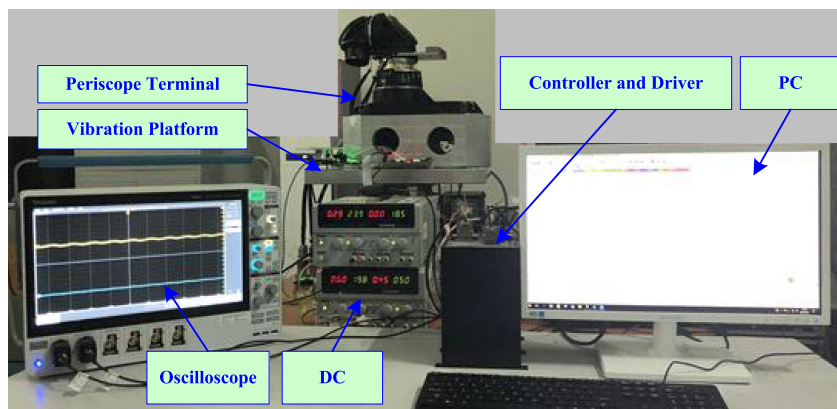 Periscope Terminal
Controller and Driver
PC
Vibration Platform
Oscilloscope
DC